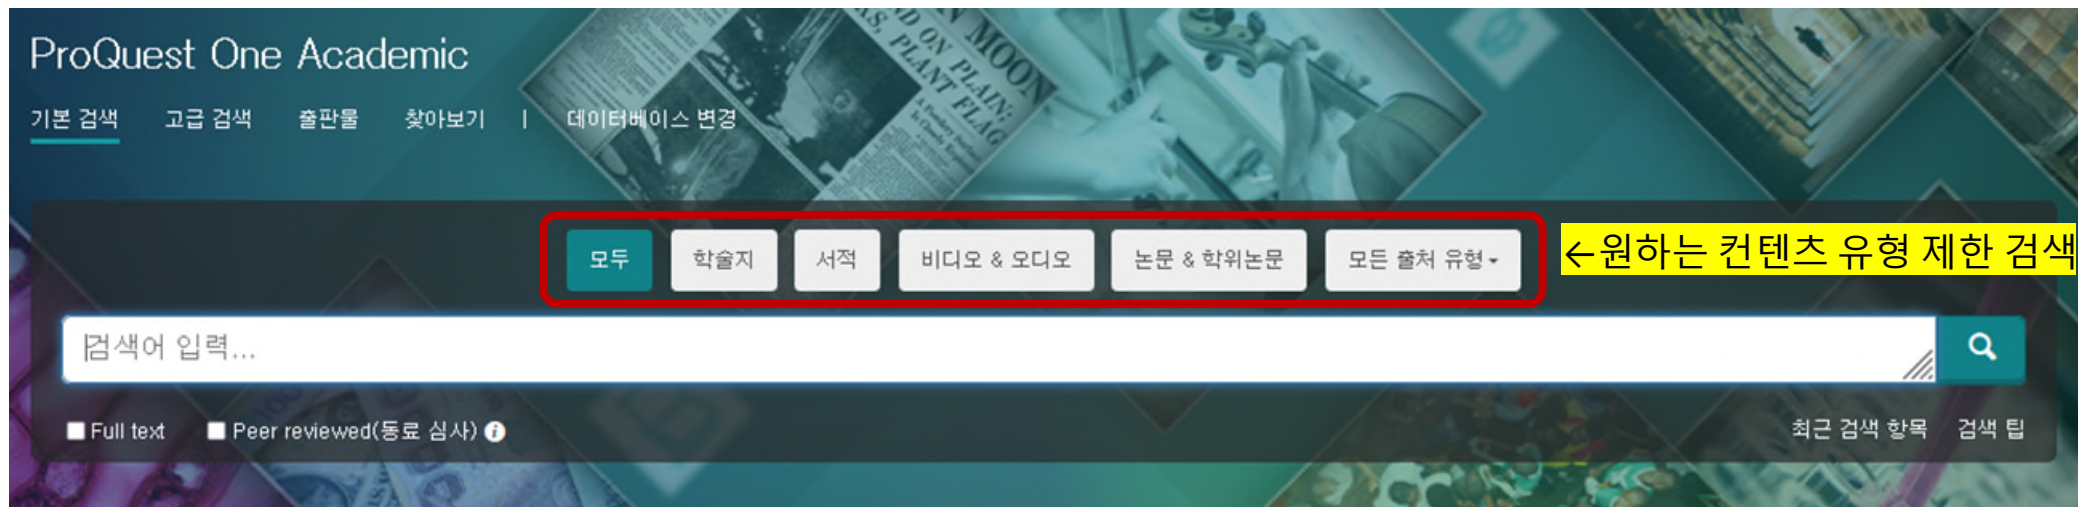 ProQuest One Academic
기본 검색 고급 검색 출판물 찾아보기 | 데이터베이스 변경
모두 학술지 서적 비디오 & 오디오 논문 & 학위논문 모든 출처 유형
←원하는 컨텐츠 유형 제한 검색
검색어 입력...
Full text Peer reviewed(동료 심사)
최근 검색 항목 검색 팁
MOON
PLANT FLAG